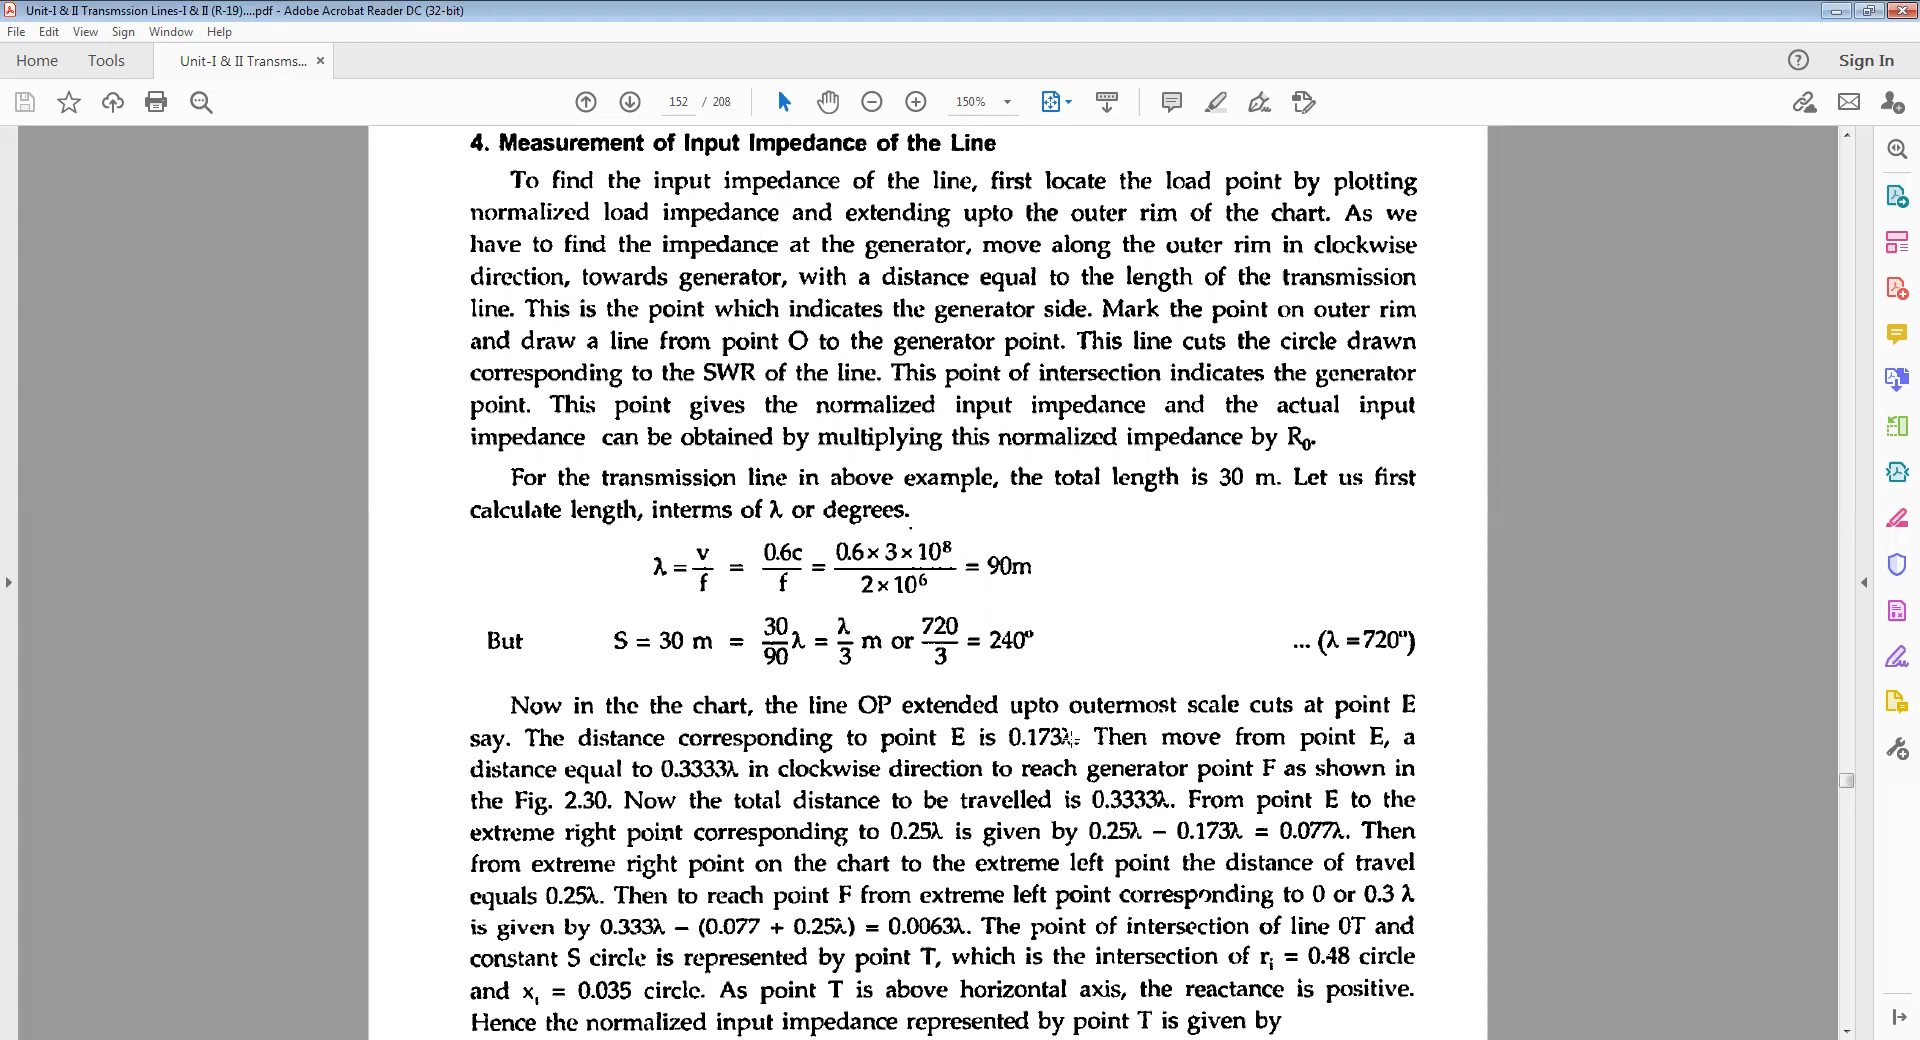 Unit-I & II Transmssion Lines-I & II (R-19)....pdf - Adobe Acrobat Reader DC (32-bit)
File Edit View Sign Window Help
Home Tools Unit-I & II Transms... × Sign In
152 / 208 150%
4. Measurement of Input Impedance of the Line
To find the input impedance of the line, first locate the load point by plotting
normalized load impedance and extending upto the outer rim of the chart. As we
have to find the impedance at the generator, move along the outer rim in clockwise
direction, towards generator, with a distance equal to the length of the transmission
line. This is the point which indicates the generator side. Mark the point on outer rim
and draw a line from point O to the generator point. This line cuts the circle drawn
corresponding to the SWR of the line. This point of intersection indicates the generator
point. This point gives the normalized input impedance and the actual input
impedance can be obtained by multiplying this normalized impedance by R₀.
For the transmission line in above example, the total length is 30 m. Let us first
calculate length, interms of λ or degrees.
λ = v/f = 0.6c/f = 0.6 × 3 × 10⁸ / 2 × 10⁶ = 90m
But S = 30 m = 30/90 λ = λ/3 m or 720/3 = 240° ... (λ = 720°)
Now in the the chart, the line OP extended upto outermost scale cuts at point E
say. The distance corresponding to point E is 0.173λ. Then move from point E, a
distance equal to 0.3333λ in clockwise direction to reach generator point F as shown in
the Fig. 2.30. Now the total distance to be travelled is 0.3333λ. From point E to the
extreme right point corresponding to 0.25λ is given by 0.25λ − 0.173λ = 0.077λ. Then
from extreme right point on the chart to the extreme left point the distance of travel
equals 0.25λ. Then to reach point F from extreme left point corresponding to 0 or 0.3 λ
is given by 0.333λ − (0.077 + 0.25λ) = 0.0063λ. The point of intersection of line 0T and
constant S circle is represented by point T, which is the intersection of rᵢ = 0.48 circle
and xᵢ = 0.035 circle. As point T is above horizontal axis, the reactance is positive.
Hence the normalized input impedance represented by point T is given by